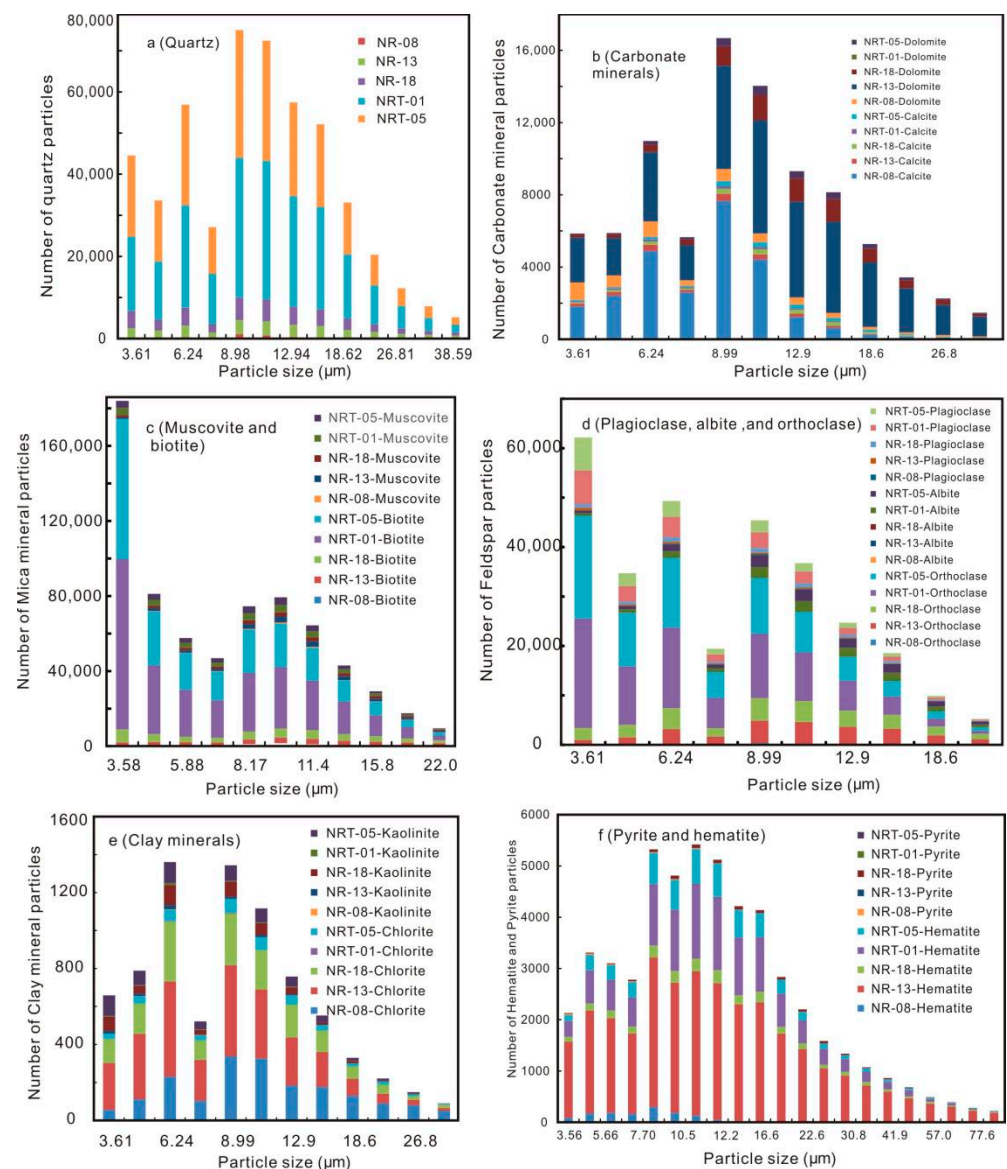 a (Quartz)
NR-08
NR-13
NR-18
NRT-01
NRT-05
80,000
60,000
40,000
20,000
0
Number of quartz particles
3.61 6.24 8.98 12.94 18.62 26.81 38.59
Particle size (μm)
b (Carbonate
minerals)
NRT-05-Dolomite
NRT-01-Dolomite
NR-18-Dolomite
NR-13-Dolomite
NR-08-Dolomite
NRT-05-Calcite
NRT-01-Calcite
NR-18-Calcite
NR-13-Calcite
NR-08-Calcite
16,000
12,000
8000
4000
0
Number of Carbonate mineral particles
3.61 6.24 8.99 12.9 18.6 26.8
Particle size (μm)
c (Muscovite and
biotite)
NRT-05-Muscovite
NRT-01-Muscovite
NR-18-Muscovite
NR-13-Muscovite
NR-08-Muscovite
NRT-05-Biotite
NRT-01-Biotite
NR-18-Biotite
NR-13-Biotite
NR-08-Biotite
160,000
120,000
80,000
40,000
0
Number of Mica mineral particles
3.58 5.88 8.17 11.4 15.8 22.0
Particle size (μm)
d (Plagioclase, albite ,and orthoclase)
NRT-05-Plagioclase
NRT-01-Plagioclase
NR-18-Plagioclase
NR-13-Plagioclase
NR-08-Plagioclase
NRT-05-Albite
NRT-01-Albite
NR-18-Albite
NR-13-Albite
NR-08-Albite
NRT-05-Orthoclase
NRT-01-Orthoclase
NR-18-Orthoclase
NR-13-Orthoclase
NR-08-Orthoclase
60,000
40,000
20,000
0
Number of Feldspar particles
3.61 6.24 8.99 12.9 18.6
Particle size (μm)
e (Clay minerals)
NRT-05-Kaolinite
NRT-01-Kaolinite
NR-18-Kaolinite
NR-13-Kaolinite
NR-08-Kaolinite
NRT-05-Chlorite
NRT-01-Chlorite
NR-18-Chlorite
NR-13-Chlorite
NR-08-Chlorite
1600
1200
800
400
0
Number of Clay mineral particles
3.61 6.24 8.99 12.9 18.6 26.8
Particle size (μm)
f (Pyrite and hematite)
NRT-05-Pyrite
NRT-01-Pyrite
NR-18-Pyrite
NR-13-Pyrite
NR-08-Pyrite
NRT-05-Hematite
NRT-01-Hematite
NR-18-Hematite
NR-13-Hematite
NR-08-Hematite
6000
5000
4000
3000
2000
1000
0
Number of Hematite and Pyrite particles
3.56 5.66 7.70 10.5 12.2 16.6 22.6 30.8 41.9 57.0 77.6
Particle size (μm)